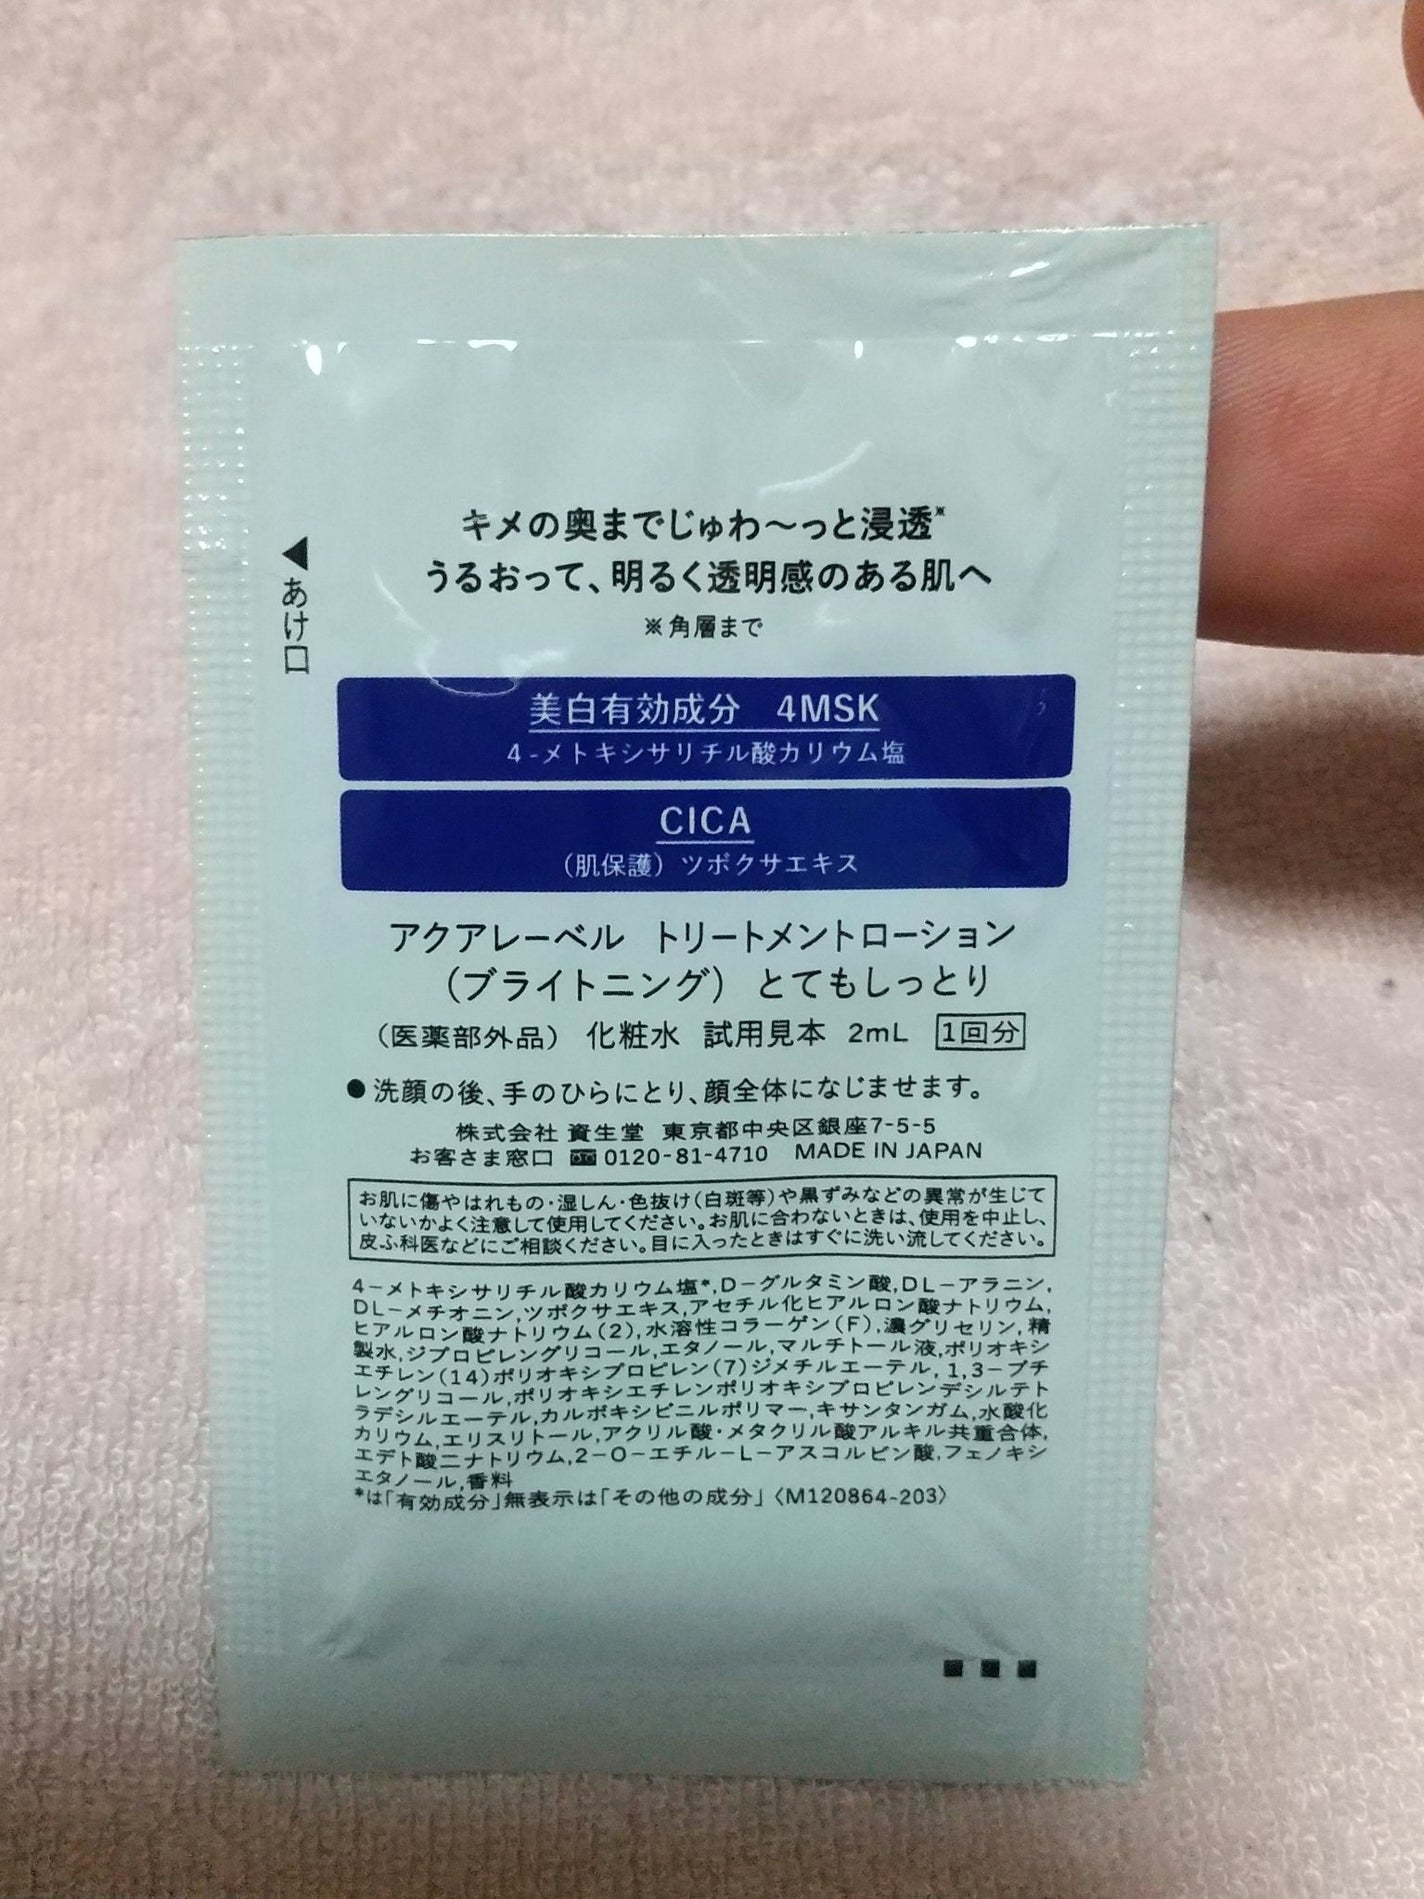 キメの奥までじゅわ～っと浸透※
うるおって、明るく透明感のある肌へ
※角層まで
◀あけ口
美白有効成分　4MSK
4-メトキシサリチル酸カリウム塩
CICA
（肌保護）ツボクサエキス
アクアレーベル　トリートメントローション
（ブライトニング）とてもしっとり
（医薬部外品）　化粧水　試用見本　2mL　1回分
●洗顔の後、手のひらにとり、顔全体になじませます。
株式会社 資生堂　東京都中央区銀座7-5-5
お客さま窓口 0120-81-4710　MADE IN JAPAN
お肌に傷やはれもの・湿しん・色抜け（白斑等）や黒ずみなどの異常が生じて
いないかよく注意して使用してください。お肌に合わないときは、使用を中止し、
皮ふ科医などにご相談ください。目に入ったときはすぐに洗い流してください。
4－メトキシサリチル酸カリウム塩*,D－グルタミン酸,DL－アラニン,
DL－メチオニン,ツボクサエキス,アセチル化ヒアルロン酸ナトリウム,
ヒアルロン酸ナトリウム（2）,水溶性コラーゲン（F）,濃グリセリン,精
製水,ジプロピレングリコール,エタノール,マルチトール液,ポリオキシ
エチレン（14）ポリオキシプロピレン（7）ジメチルエーテル,1,3－ブチ
レングリコール,ポリオキシエチレンポリオキシプロピレンデシルテト
ラデシルエーテル,カルボキシビニルポリマー,キサンタンガム,水酸化
カリウム,エリスリトール,アクリル酸・メタクリル酸アルキル共重合体,
エデト酸二ナトリウム,2－O－エチル－L－アスコルビン酸,フェノキシ
エタノール,香料
*は「有効成分」無表示は「その他の成分」〈M120864-203〉